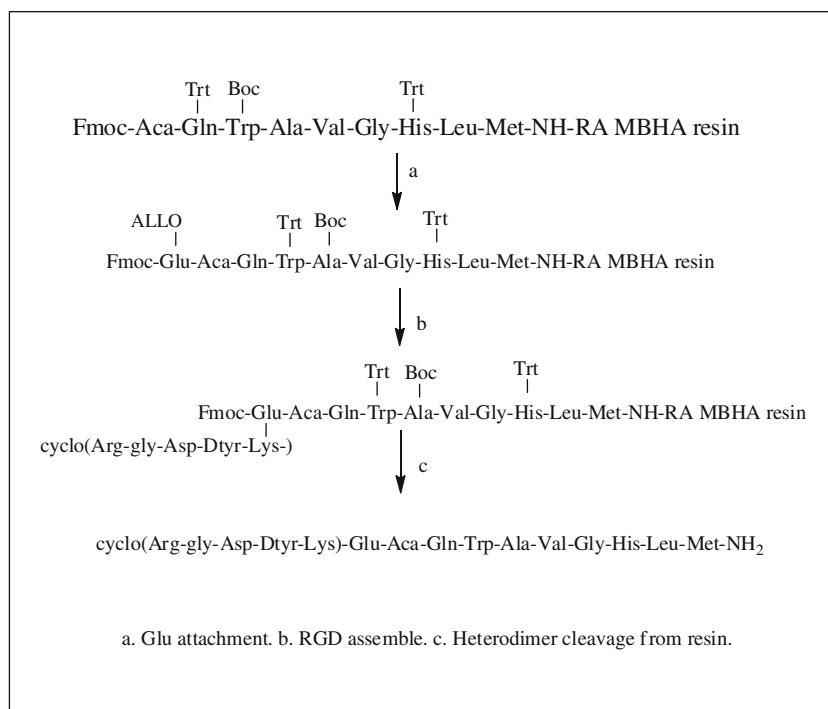 Trt Boc Trt
Fmoc-Aca-Gln-Trp-Ala-Val-Gly-His-Leu-Met-NH-RA MBHA resin
a
ALLO Trt Boc Trt
Fmoc-Glu-Aca-Gln-Trp-Ala-Val-Gly-His-Leu-Met-NH-RA MBHA resin
b
Trt Boc Trt
Fmoc-Glu-Aca-Gln-Trp-Ala-Val-Gly-His-Leu-Met-NH-RA MBHA resin
cyclo(Arg-gly-Asp-Dtyr-Lys-)
c
cyclo(Arg-gly-Asp-Dtyr-Lys)-Glu-Aca-Gln-Trp-Ala-Val-Gly-His-Leu-Met-NH2
a. Glu attachment. b. RGD assemble. c. Heterodimer cleavage from resin.